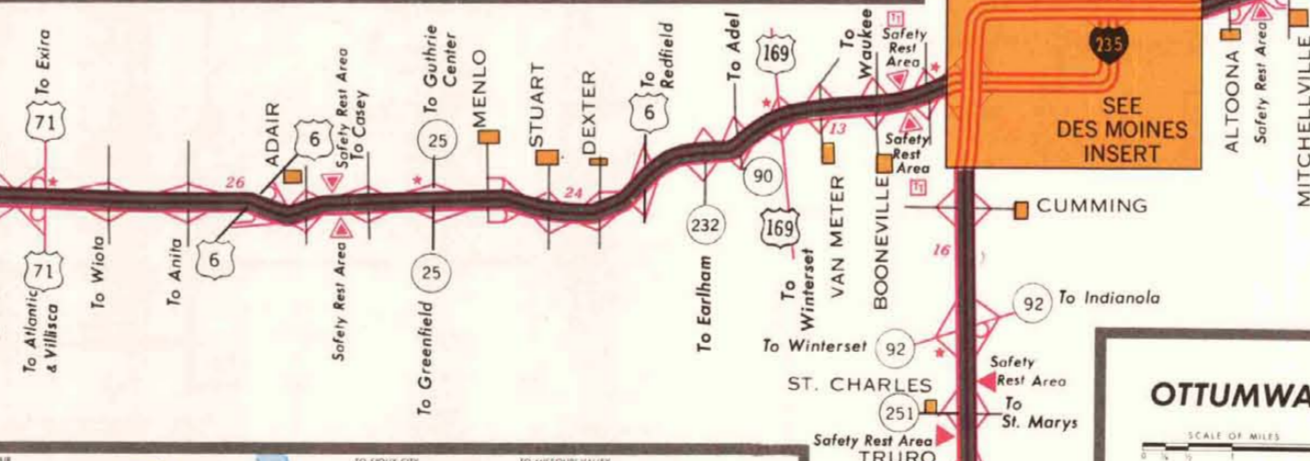 To Exira
71
71
To Atlantic
& Villisca
To Wiota
To Anita
26
ADAIR
6
6
Safety Rest Area
To Casey
Safety Rest Area
To Guthrie
Center
25
25
To Greenfield
MENLO
STUART
24
DEXTER
To
Redfield
6
232
To Earlham
To Adel
90
169
169
To
Winterset
13
VAN METER
To
Waukee
BOONEVILLE
Safety
Rest
Area
Safety
Rest
Area
235
SEE
DES MOINES
INSERT
ALTOONA
Safety Rest Area
MITCHELLVILLE
CUMMING
16
92
To Indianola
To Winterset
92
Safety
Rest Area
ST. CHARLES
251
To
St. Marys
Safety Rest Area
TRURO
OTTUMWA
SCALE OF MILES